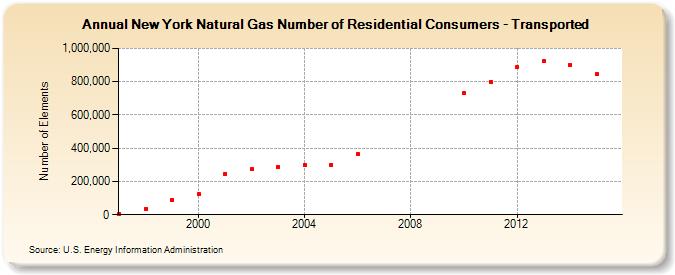 Annual New York Natural Gas Number of Residential Consumers - Transported
Number of Elements
1,000,000
800,000
600,000
400,000
200,000
0
2000 2004 2008 2012
Source: U.S. Energy Information Administration